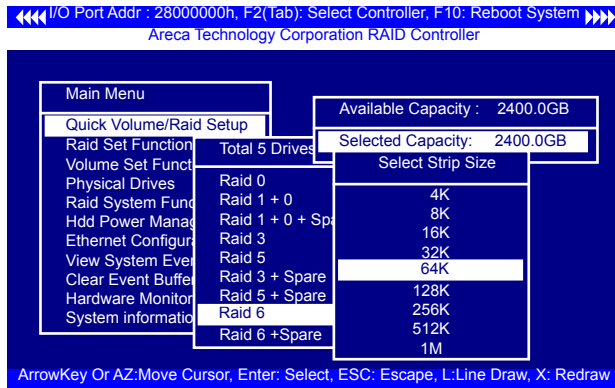 I/O Port Addr : 28000000h, F2(Tab): Select Controller, F10: Reboot System
Areca Technology Corporation RAID Controller
Main Menu
Quick Volume/Raid Setup
Raid Set Function
Volume Set Funct
Physical Drives
Raid System Func
Hdd Power Manag
Ethernet Configura
View System Even
Clear Event Buffer
Hardware Monitor
System informatio
Total 5 Drives
Raid 0
Raid 1 + 0
Raid 1 + 0 + Spa
Raid 3
Raid 5
Raid 3 + Spare
Raid 5 + Spare
Raid 6
Raid 6 +Spare
Available Capacity : 2400.0GB
Selected Capacity: 2400.0GB
Select Strip Size
4K
8K
16K
32K
64K
128K
256K
512K
1M
ArrowKey Or AZ:Move Cursor, Enter: Select, ESC: Escape, L:Line Draw, X: Redraw